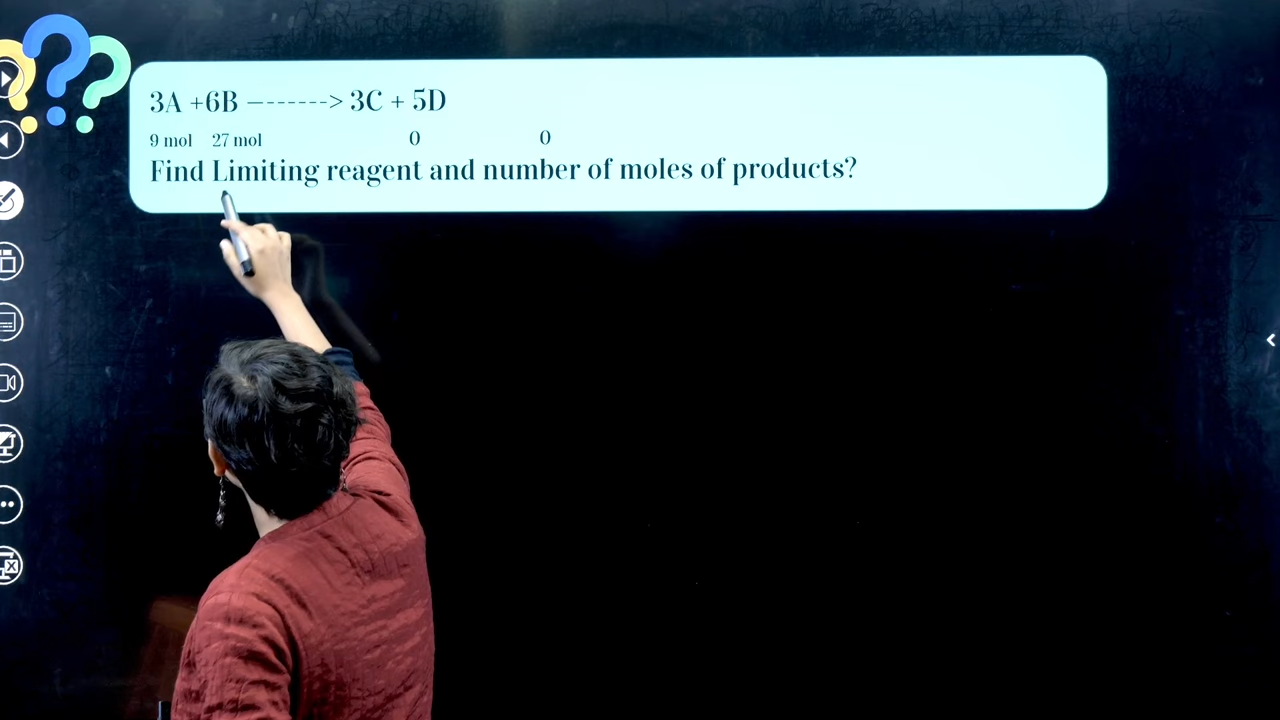 3A +6B —-------> 3C + 5D
9 mol 27 mol 0 0
Find Limiting reagent and number of moles of products?